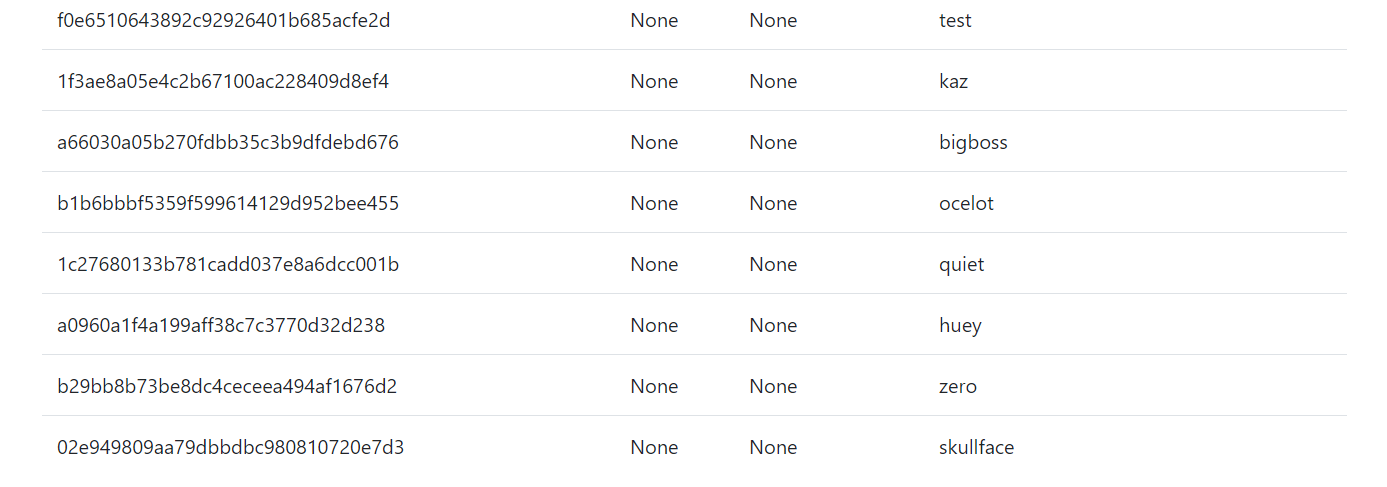 f0e6510643892c92926401b685acfe2d None None test
1f3ae8a05e4c2b67100ac228409d8ef4 None None kaz
a66030a05b270fdbb35c3b9dfdebd676 None None bigboss
b1b6bbbf5359f599614129d952bee455 None None ocelot
1c27680133b781cadd037e8a6dcc001b None None quiet
a0960a1f4a199aff38c7c3770d32d238 None None huey
b29bb8b73be8dc4ceceea494af1676d2 None None zero
02e949809aa79dbbdbc980810720e7d3 None None skullface